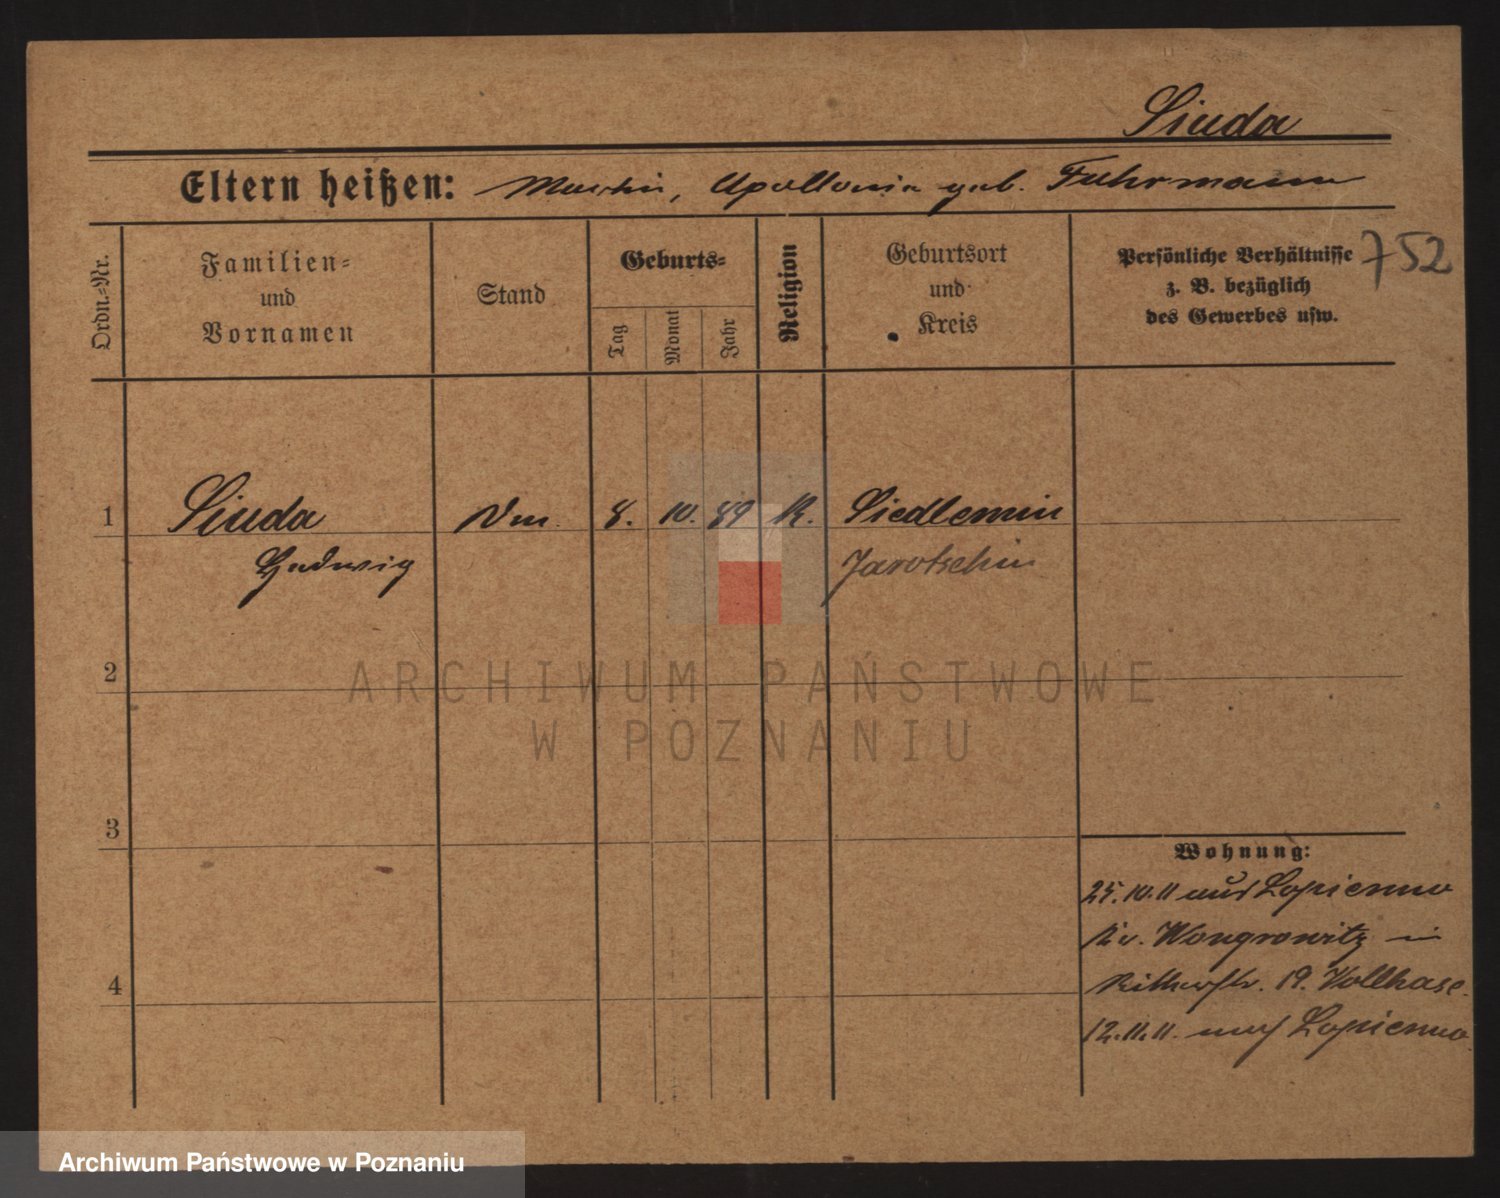 Siuda
Eltern heißen: Martin, Apollonia geb. Fuhrmann
Ordn.=Nr.
Familien=
und
Vornamen
Stand
Geburts=
Tag
Monat
Jahr
Religion
Geburtsort
und
Kreis
Persönliche Verhältnisse
z. B. bezüglich
des Gewerbes usw.
752
1 Siuda 8. 10. 89 K. Siedlemin
Hedwig Jarotschin
2
ARCHIWUM PAŃSTWOWE
W POZNANIU
3
Wohnung:
25.10.11 aus Lopienno
Kr. Wongrowitz in
4
Ritterstr. 19. Vollhase.
12.11.11. nach Lopienno
Archiwum Państwowe w Poznaniu